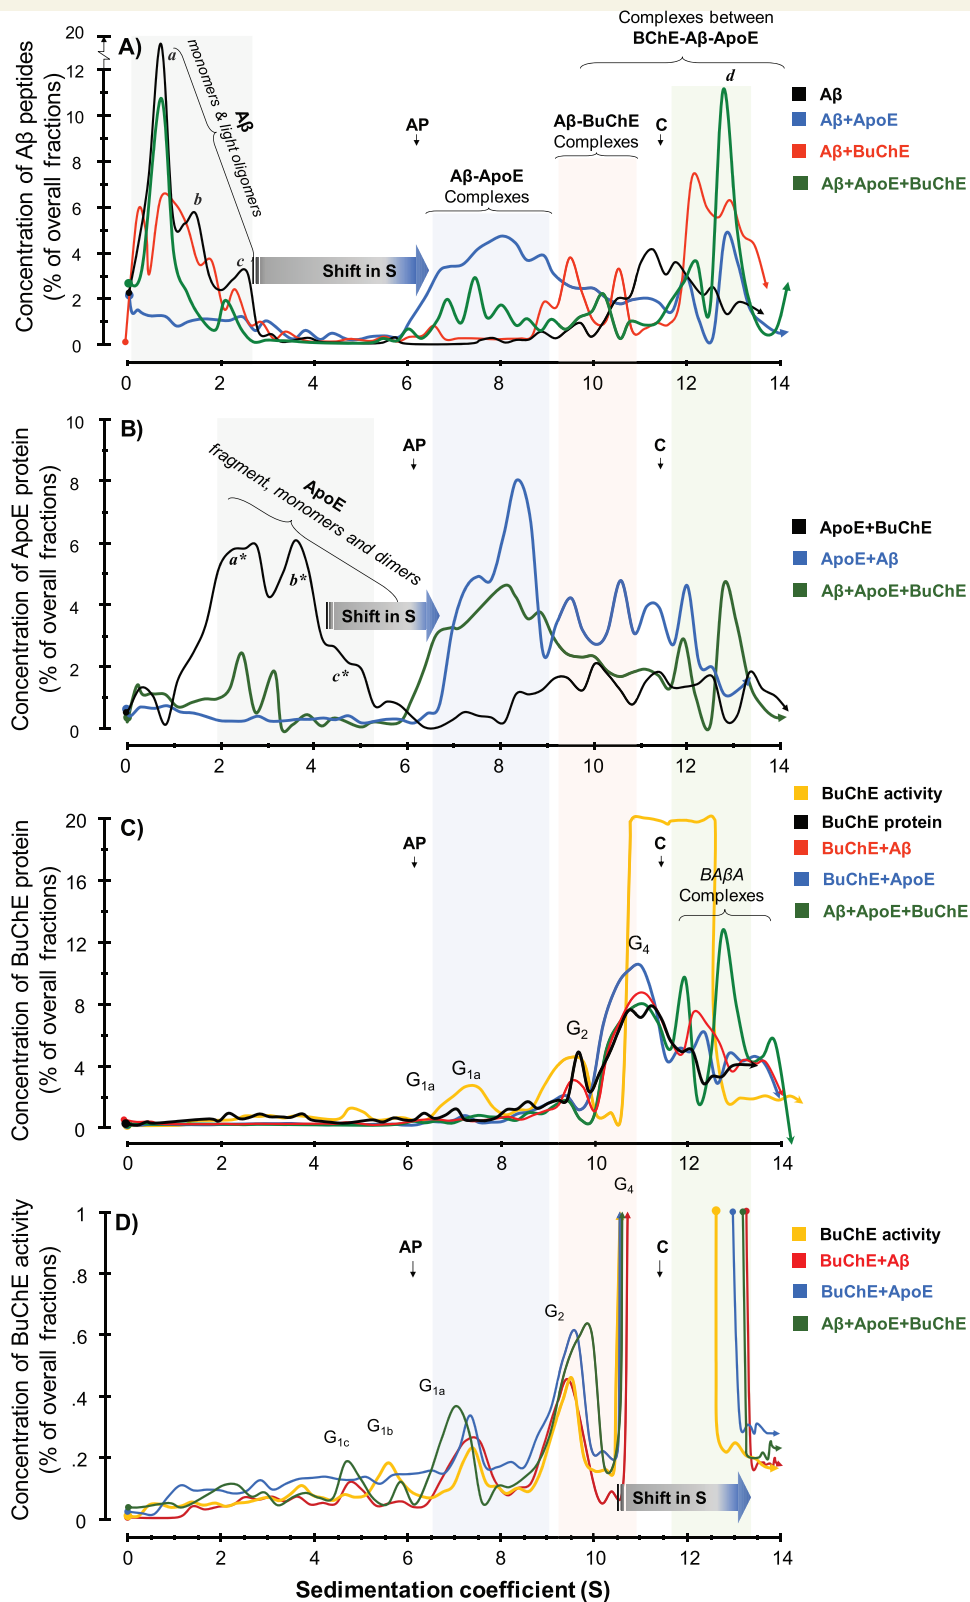 Complexes between
BChE-Aβ-ApoE
A)
Concentration of Aβ peptides
(% of overall fractions)
20
12
10
8
6
4
2
0
a
b
c
d
Aβ
monomers & light oligomers
AP
C
Aβ-ApoE
Complexes
Aβ-BuChE
Complexes
Shift in S
Aβ
Aβ+ApoE
Aβ+BuChE
Aβ+ApoE+BuChE
0 2 4 6 8 10 12 14
B)
Concentration of ApoE protein
(% of overall fractions)
10
8
6
4
2
0
ApoE
fragment, monomers and dimers
a*
b*
c*
Shift in S
AP
C
ApoE+BuChE
ApoE+Aβ
Aβ+ApoE+BuChE
0 2 4 6 8 10 12 14
C)
Concentration of BuChE protein
(% of overall fractions)
20
16
12
8
4
0
AP
C
BAβA
Complexes
G4
G2
G1a
G1a
BuChE activity
BuChE protein
BuChE+Aβ
BuChE+ApoE
Aβ+ApoE+BuChE
0 2 4 6 8 10 12 14
D)
Concentration of BuChE activity
(% of overall fractions)
1
.8
.6
.4
.2
0
G4
AP
C
G2
G1a
G1b
G1c
Shift in S
BuChE activity
BuChE+Aβ
BuChE+ApoE
Aβ+ApoE+BuChE
0 2 4 6 8 10 12 14
Sedimentation coefficient (S)